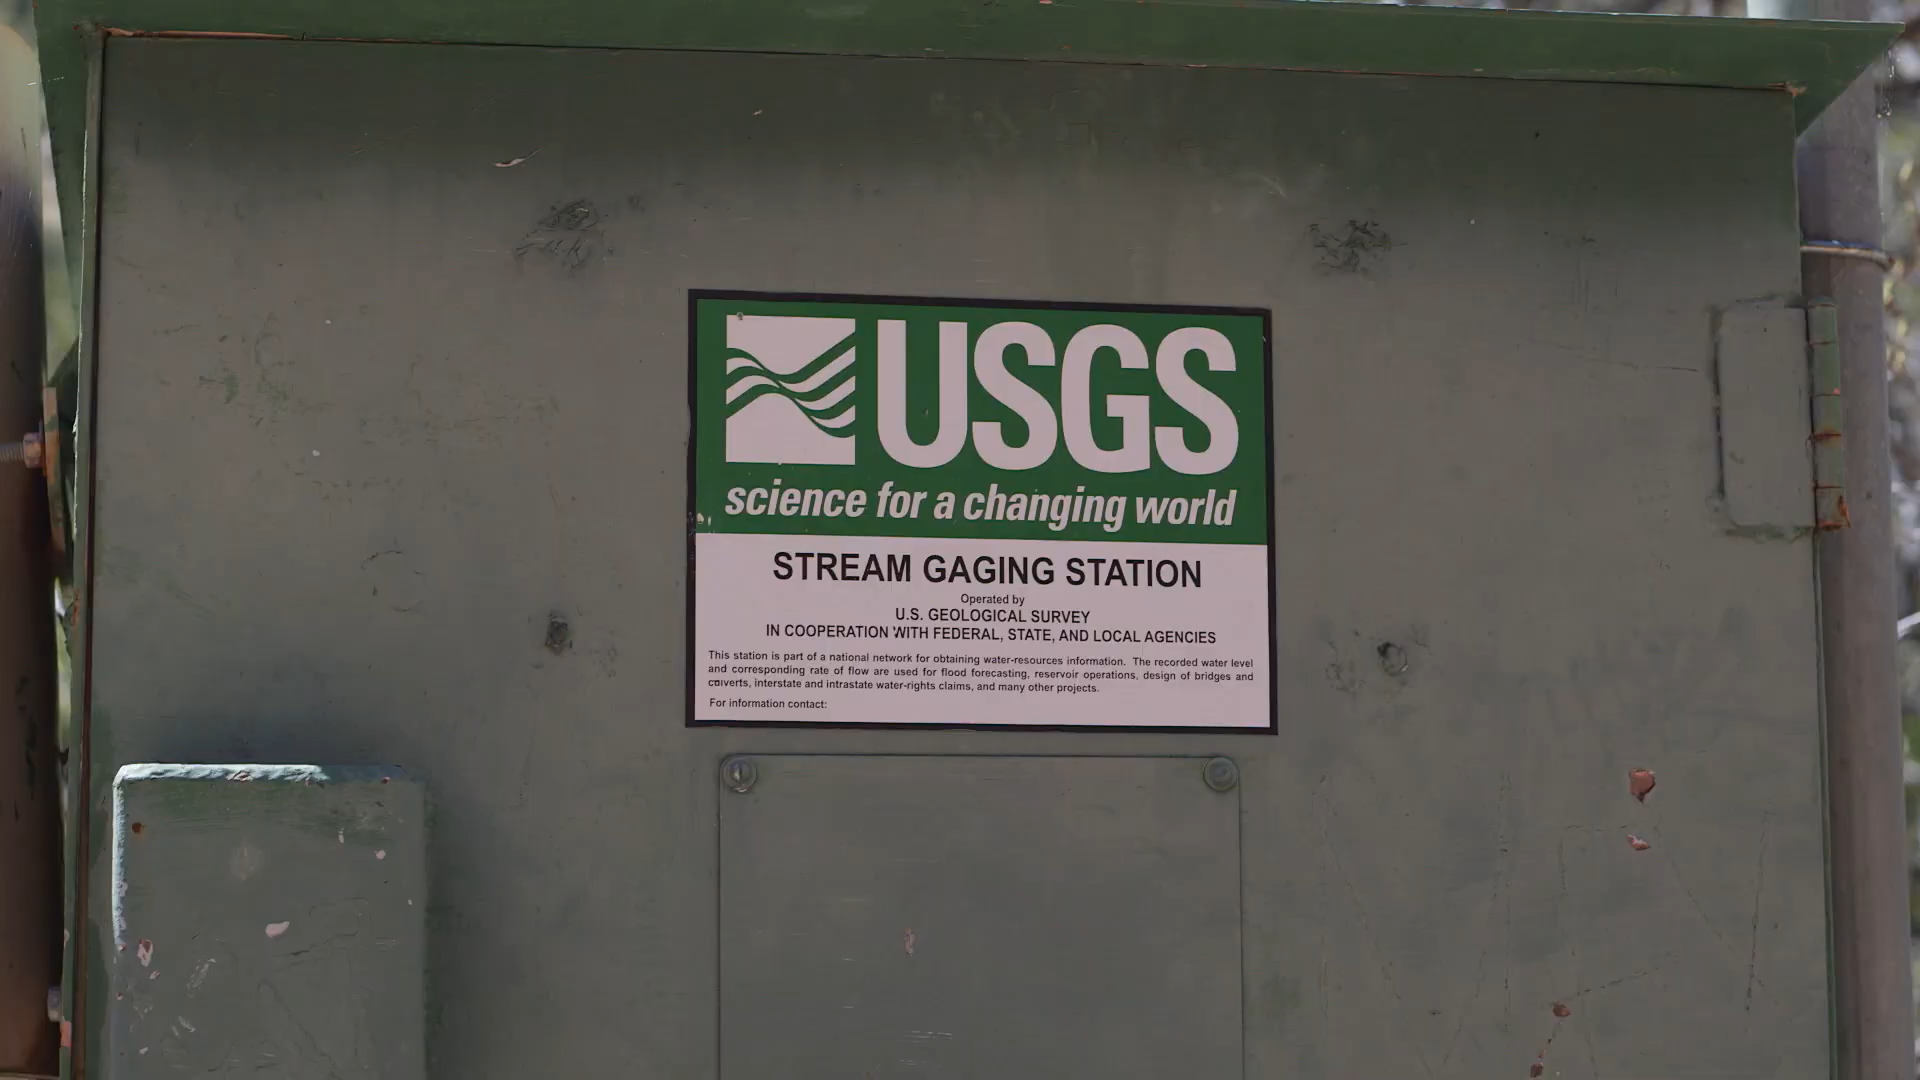 USGS
science for a changing world
STREAM GAGING STATION
Operated by
U.S. GEOLOGICAL SURVEY
IN COOPERATION WITH FEDERAL, STATE, AND LOCAL AGENCIES
This station is part of a national network for obtaining water-resources information. The recorded water level
and corresponding rate of flow are used for flood forecasting, reservoir operations, design of bridges and
culverts, interstate and intrastate water-rights claims, and many other projects.
For information contact: